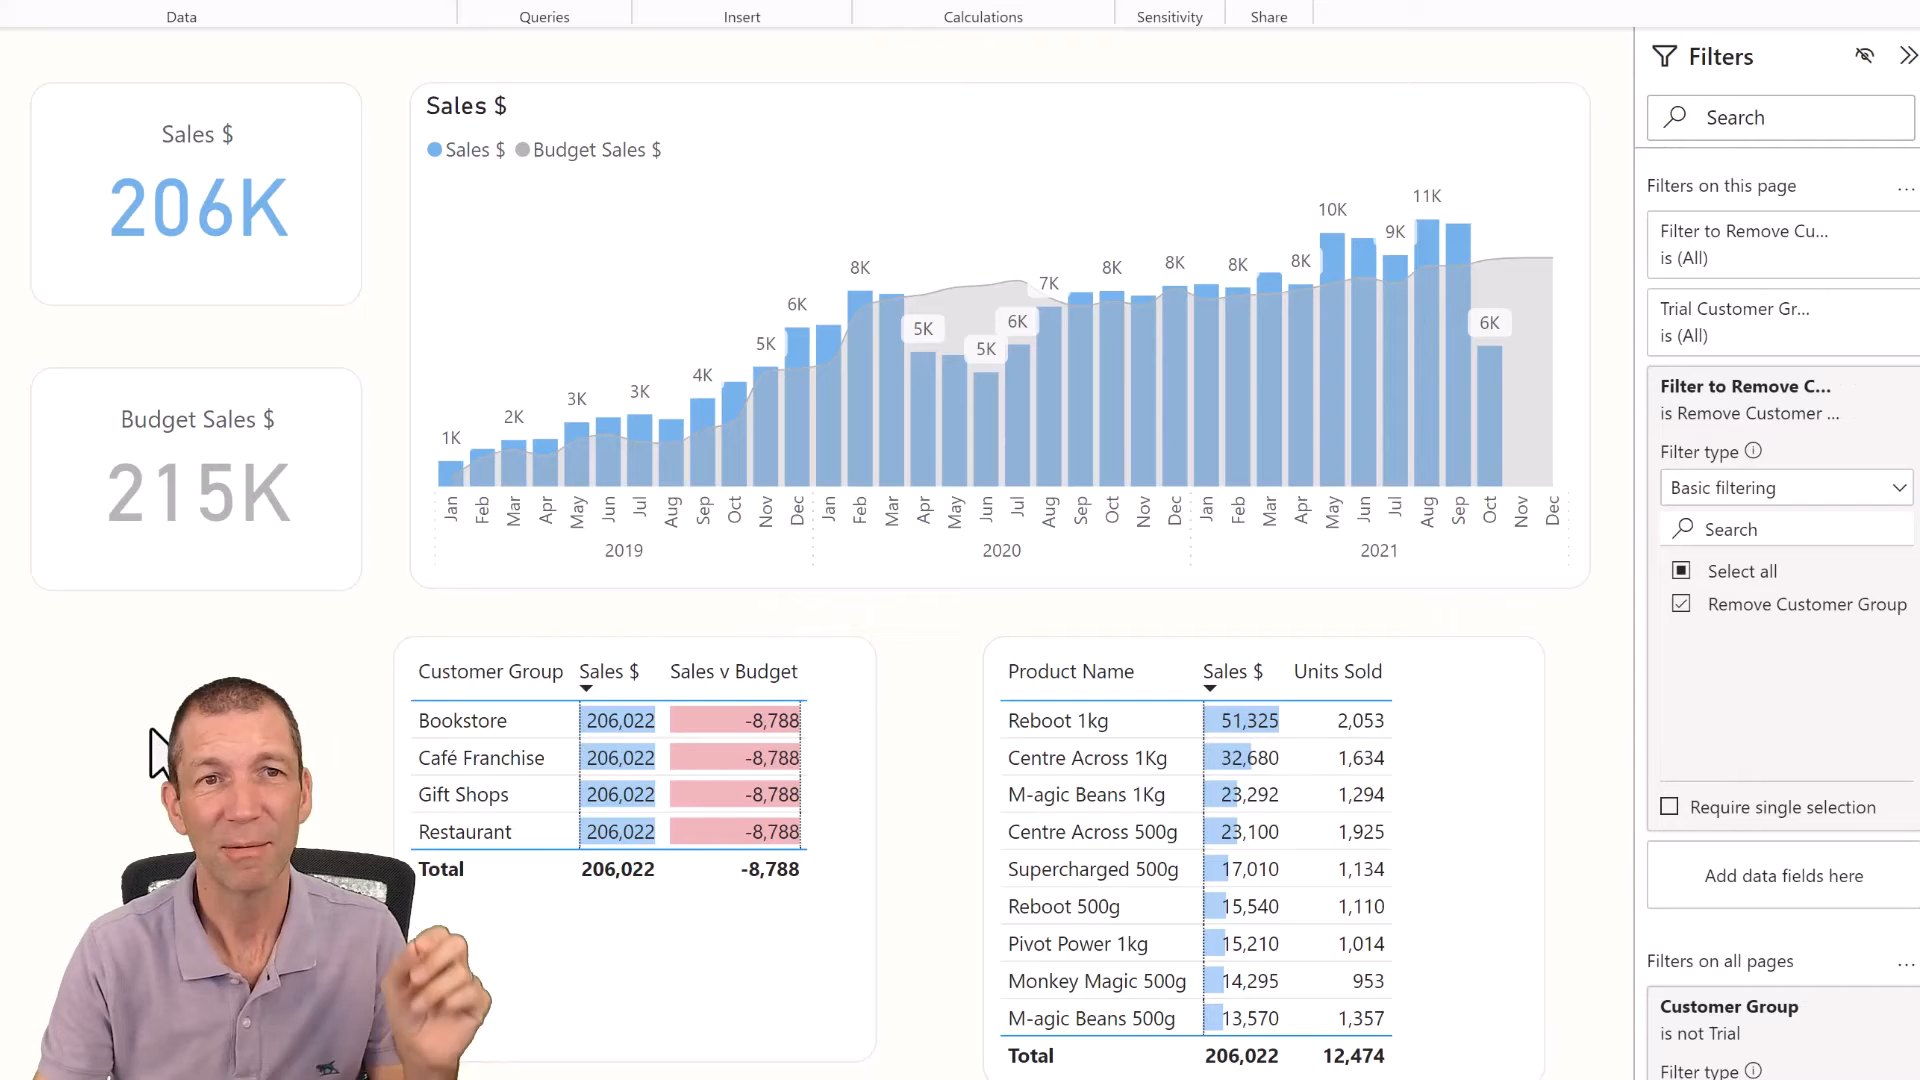 Data
Queries
Insert
Calculations
Sensitivity
Share
Sales $
206K
Budget Sales $
215K
Sales $
Sales $ Budget Sales $
1K 2K 3K 3K 4K 5K 6K 8K 5K 5K 6K 7K 8K 8K 8K 8K 10K 9K 11K 6K
Jan Feb Mar Apr May Jun Jul Aug Sep Oct Nov Dec Jan Feb Mar Apr May Jun Jul Aug Sep Oct Nov Dec Jan Feb Mar Apr May Jun Jul Aug Sep Oct Nov Dec
2019 2020 2021
Customer Group Sales $ Sales v Budget
Bookstore 206,022 -8,788
Café Franchise 206,022 -8,788
Gift Shops 206,022 -8,788
Restaurant 206,022 -8,788
Total 206,022 -8,788
Product Name Sales $ Units Sold
Reboot 1kg 51,325 2,053
Centre Across 1Kg 32,680 1,634
M-agic Beans 1Kg 23,292 1,294
Centre Across 500g 23,100 1,925
Supercharged 500g 17,010 1,134
Reboot 500g 15,540 1,110
Pivot Power 1kg 15,210 1,014
Monkey Magic 500g 14,295 953
M-agic Beans 500g 13,570 1,357
Total 206,022 12,474
Filters
Search
Filters on this page ...
Filter to Remove Cu...
is (All)
Trial Customer Gr...
is (All)
Filter to Remove C...
is Remove Customer ...
Filter type
Basic filtering
Search
Select all
Remove Customer Group
Require single selection
Add data fields here
Filters on all pages ...
Customer Group
is not Trial
Filter type